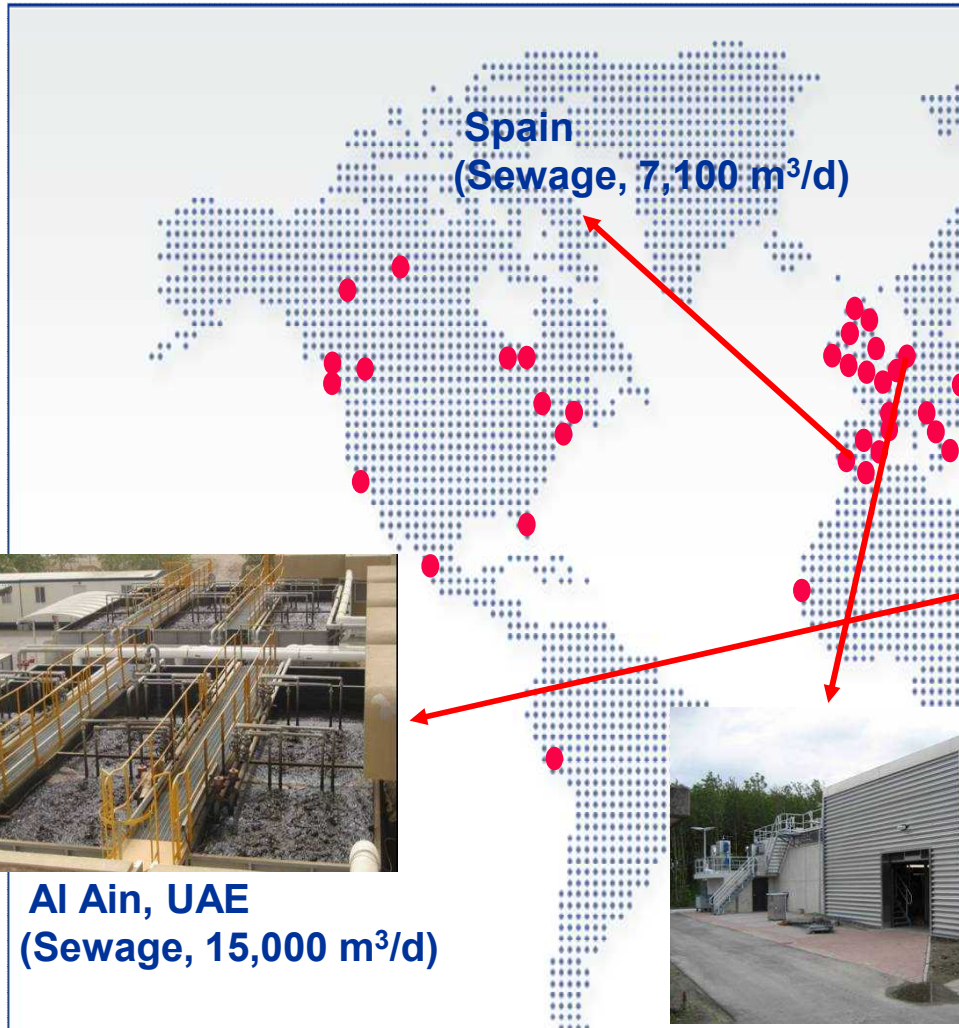 Spain
(Sewage, 7,100 m³/d)
Al Ain, UAE
(Sewage, 15,000 m³/d)